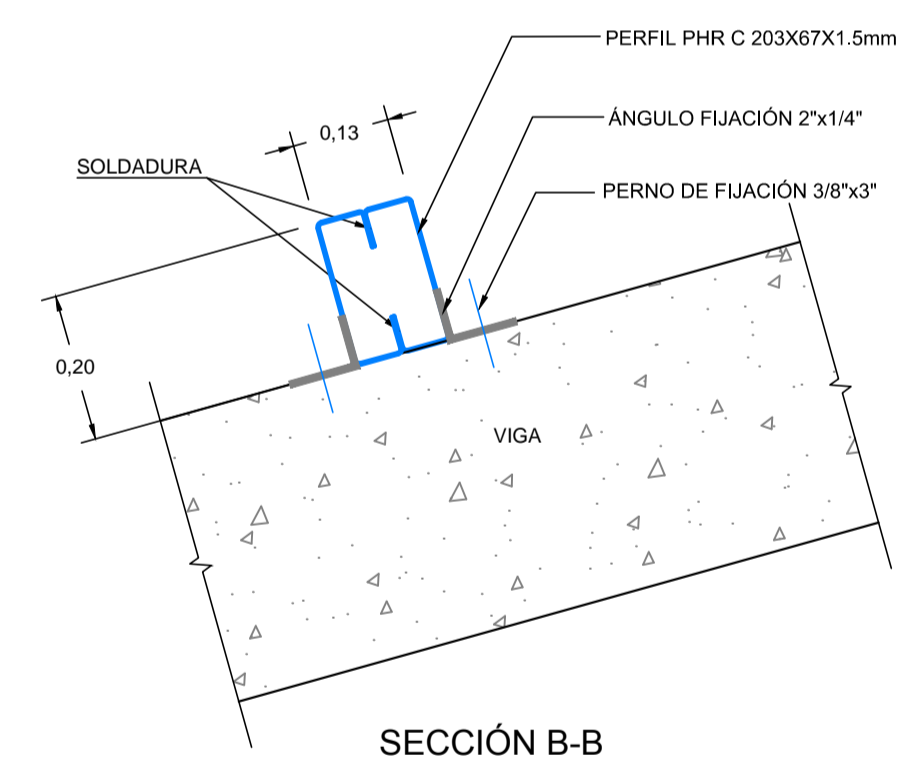 PERFIL PHR C 203X67X1.5mm
ÁNGULO FIJACIÓN 2"x1/4"
0,13
SOLDADURA
PERNO DE FIJACIÓN 3/8"x3"
0,20
VIGA
SECCIÓN B-B